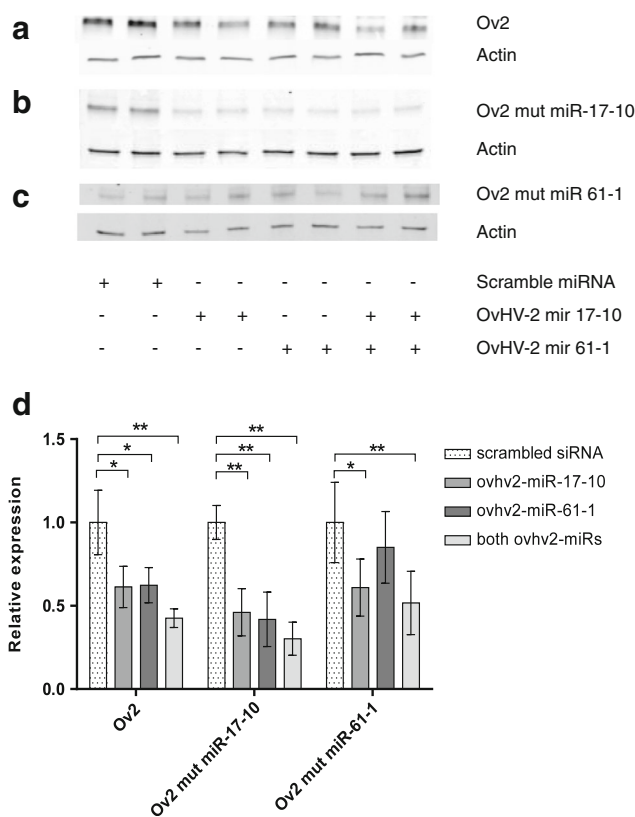 a
Ov2
Actin
b
Ov2 mut miR-17-10
Actin
c
Ov2 mut miR 61-1
Actin
+ + - - - - - - Scramble miRNA
- - + + - - + + OvHV-2 mir 17-10
- - - - + + + + OvHV-2 mir 61-1
d
** ** **
* ** *
* **
1.5
1.0
0.5
0.0
Relative expression
scrambled siRNA
ovhv2-miR-17-10
ovhv2-miR-61-1
both ovhv2-miRs
Ov2
Ov2 mut miR-17-10
Ov2 mut miR-61-1